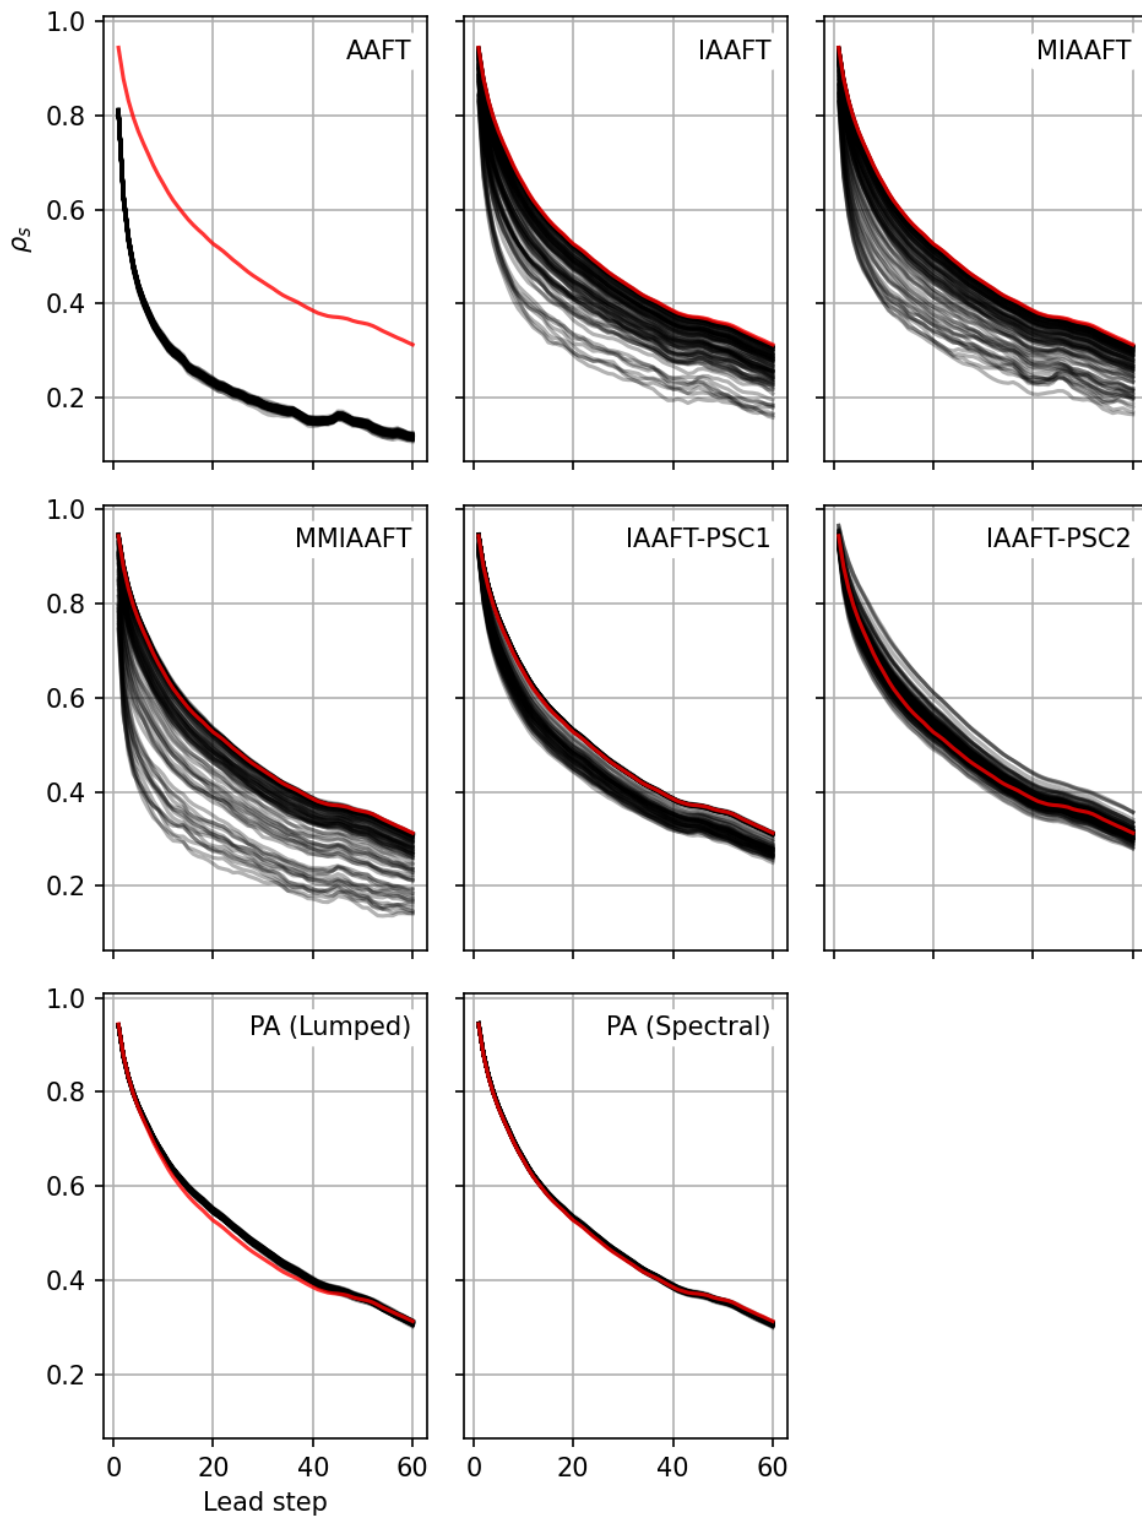 AAFT
IAAFT
MIAAFT
1.0
0.8
0.6
0.4
0.2
ρs
MMIAAFT
IAAFT-PSC1
IAAFT-PSC2
1.0
0.8
0.6
0.4
0.2
PA (Lumped)
PA (Spectral)
1.0
0.8
0.6
0.4
0.2
0 20 40 60
0 20 40 60
Lead step